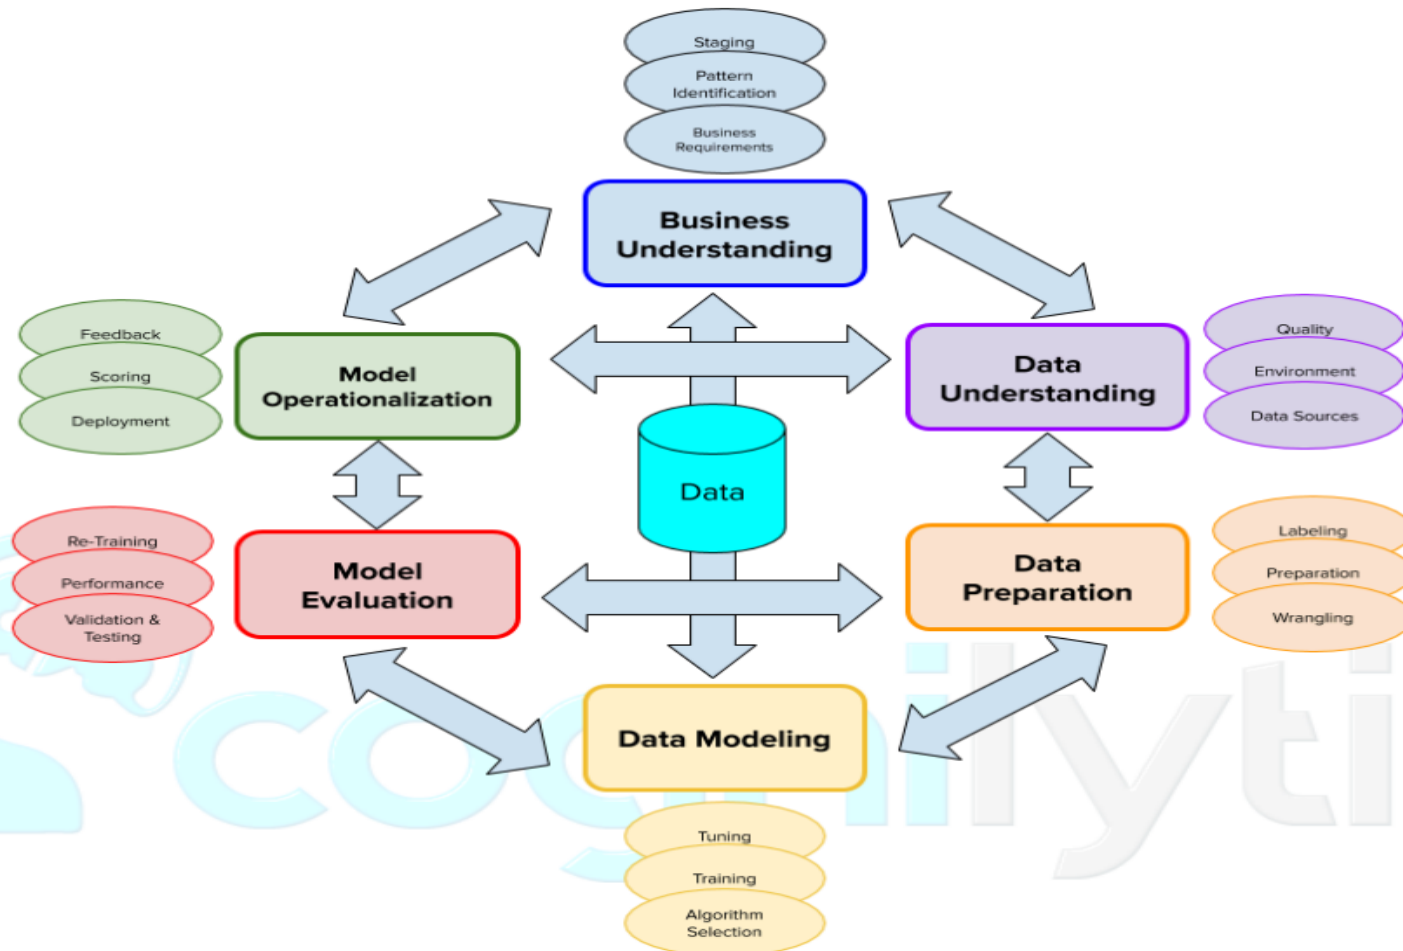 Staging
Pattern
Identification
Business
Requirements
Business
Understanding
Feedback
Scoring
Deployment
Model
Operationalization
Data
Understanding
Quality
Environment
Data Sources
Data
Re-Training
Performance
Validation &
Testing
Model
Evaluation
Data
Preparation
Labeling
Preparation
Wrangling
Data Modeling
cognilyti
Tuning
Training
Algorithm
Selection